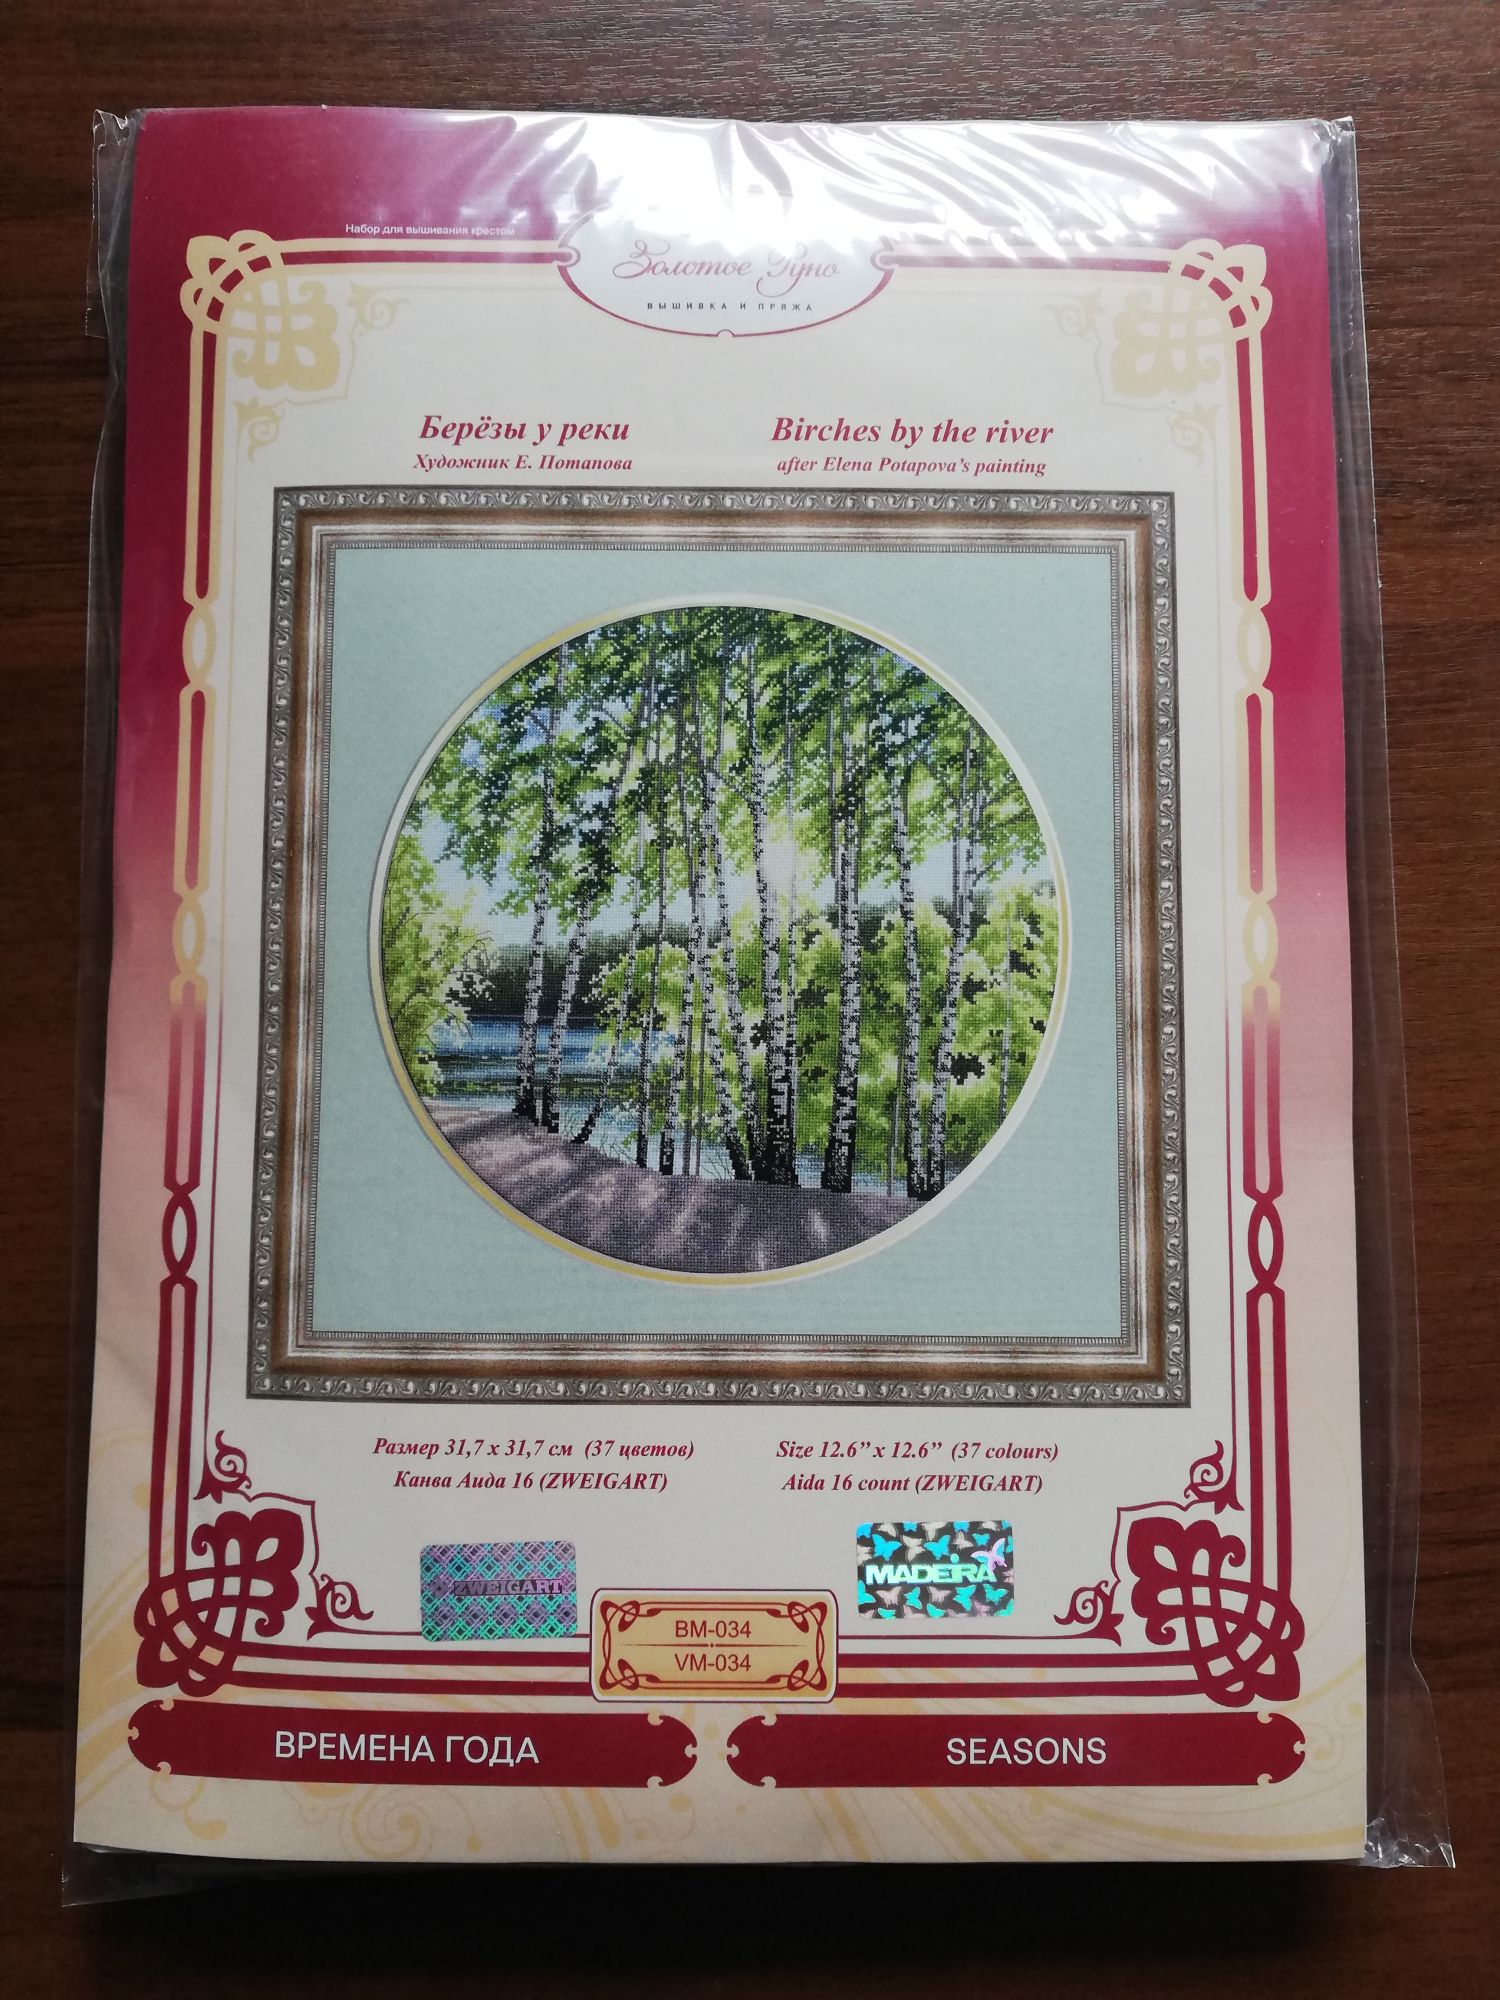 Набор для вышивания крестом
Золотое Руно
ВЫШИВКА И ПРЯЖА
Берёзы у реки
Художник Е. Потапова
Birches by the river
after Elena Potapova's painting
Размер 31,7 x 31,7 см (37 цветов)
Канва Аида 16 (ZWEIGART)
Size 12.6” x 12.6” (37 colours)
Aida 16 count (ZWEIGART)
ZWEIGART
MADEIRA
ВМ-034
VM-034
ВРЕМЕНА ГОДА
SEASONS